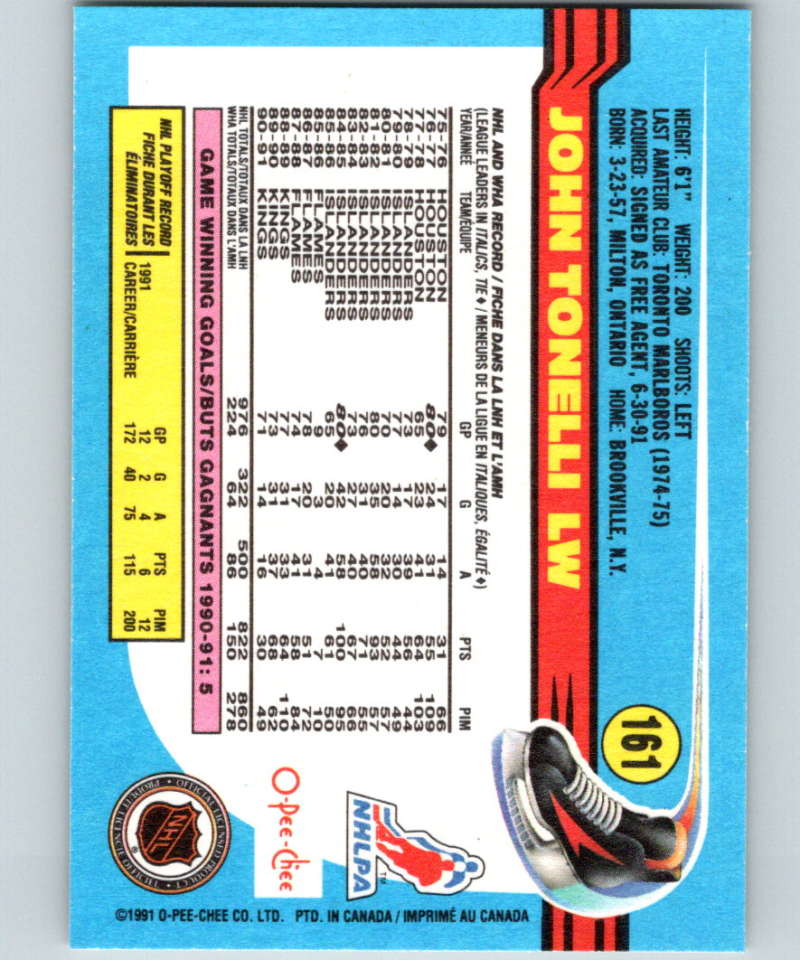 HEIGHT: 6'1" WEIGHT: 200 SHOOTS: LEFT
LAST AMATEUR CLUB: TORONTO MARLBOROS (1974-75)
ACQUIRED: SIGNED AS FREE AGENT, 6-30-91
BORN: 3-23-57, MILTON, ONTARIO HOME: BROOKVILLE, N.Y.
161
JOHN TONELLI LW
NHL AND WHA RECORD / FICHE DANS LA LNH ET L'AMH
(LEAGUE LEADERS IN ITALICS, TIE ♦ / MENEURS DE LA LIGUE EN ITALIQUES, ÉGALITÉ ♦)
YEAR/ANNÉE TEAM/ÉQUIPE GP G A PTS PIM
75-76 HOUSTON 79 17 14 31 66
76-77 HOUSTON 80♦ 24 31 55 109
77-78 HOUSTON 65 23 41 64 103
78-79 ISLANDERS 73 17 39 56 44
79-80 ISLANDERS 77 14 30 44 49
80-81 ISLANDERS 70 20 32 52 57
81-82 ISLANDERS 80 35 58 93 57
82-83 ISLANDERS 76 31 40 71 55
83-84 ISLANDERS 73 27 40 67 66
84-85 ISLANDERS 80♦ 42 58 100 95
85-86 ISLANDERS 65 20 41 61 50
85-86 FLAMES 9 3 4 7 10
86-87 FLAMES 78 20 31 51 72
87-88 FLAMES 74 17 41 58 84
88-89 KINGS 77 31 33 64 110
89-90 KINGS 73 31 37 68 62
90-91 KINGS 71 14 16 30 49
NHL TOTALS/TOTAUX DANS LA LNH 976 322 500 822 860
WHA TOTALS/TOTAUX DANS L'AMH 224 64 86 150 278
GAME WINNING GOALS/BUTS GAGNANTS 1990-91: 5
NHL PLAYOFF RECORD
FICHE DURANT LES
ÉLIMINATOIRES
GP G A PTS PIM
1991 12 2 4 6 12
CAREER/CARRIÈRE 172 40 75 115 200
NHLPA
TM
O-Pee-Chee
NHL
®
OFFICIAL LICENSED PRODUCT • PRODUIT LICENCIÉ OFFICIEL •
©1991 O-PEE-CHEE CO. LTD. PTD. IN CANADA / IMPRIMÉ AU CANADA